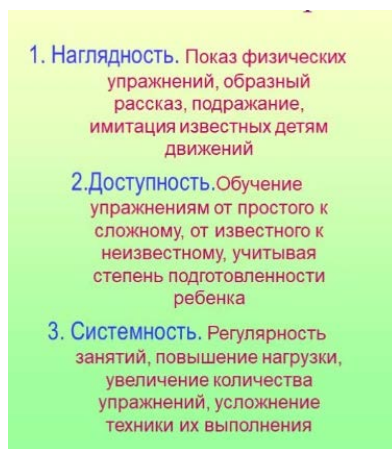 1. Наглядность. Показ физических
упражнений, образный
рассказ, подражание,
имитация известных детям
движений
2.Доступность.Обучение
упражнениям от простого к
сложному, от известного к
неизвестному, учитывая
степень подготовленности
ребенка
3. Системность. Регулярность
занятий, повышение нагрузки,
увеличение количества
упражнений, усложнение
техники их выполнения